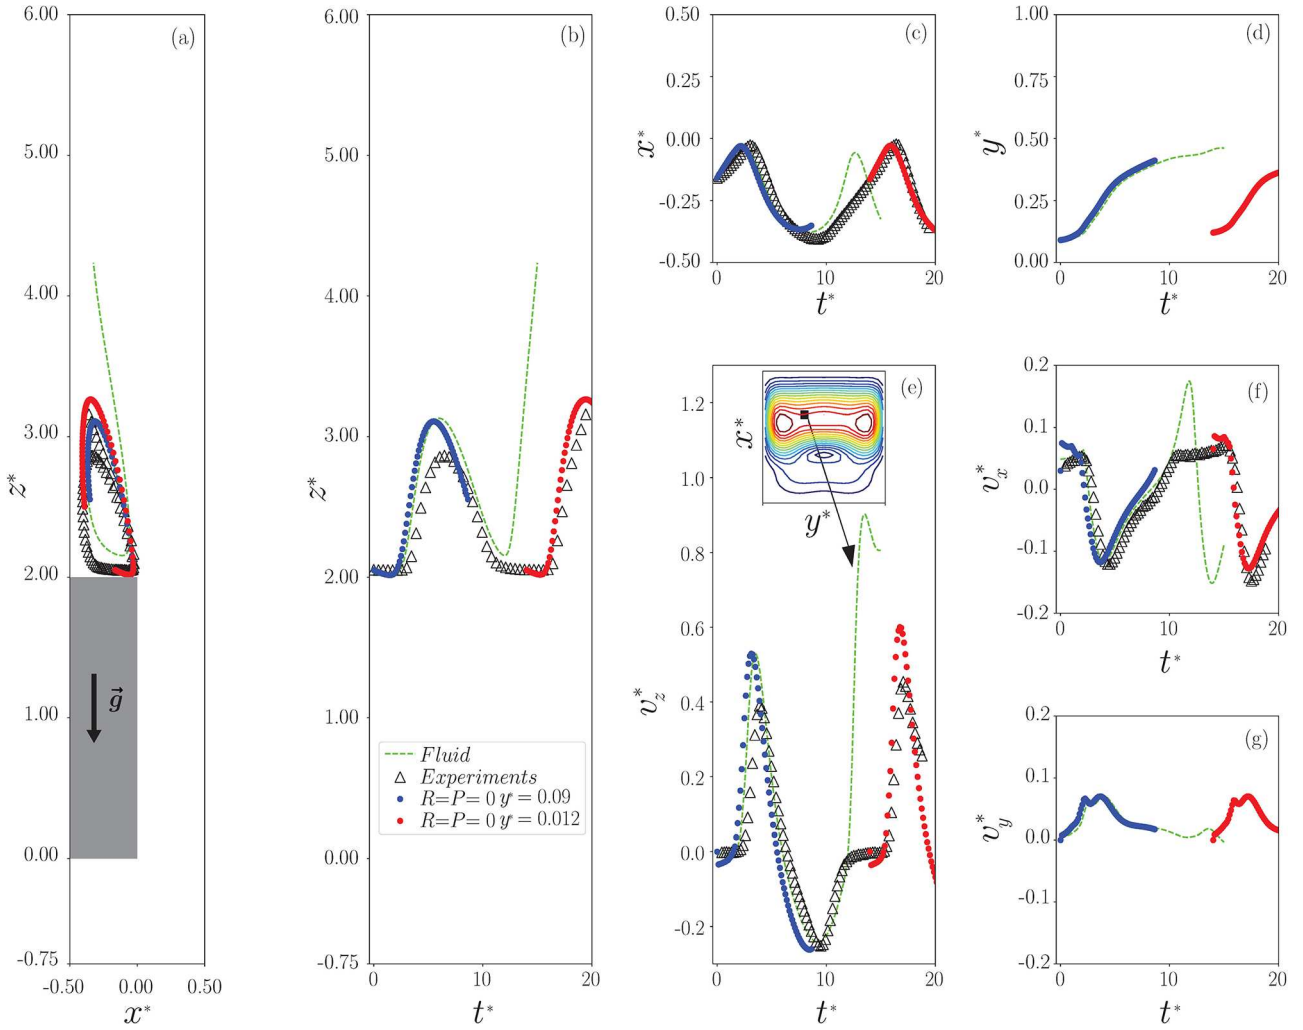 (a)
6.00
5.00
4.00
3.00
2.00
1.00
0.00
-0.75
z*
g⃗
-0.50 0.00 0.50
x*
(b)
6.00
5.00
4.00
3.00
2.00
1.00
0.00
-0.75
z*
Fluid
Experiments
R=P= 0 y* = 0.09
R=P= 0 y* = 0.012
0 10 20
t*
(c)
0.50
0.25
0.00
-0.25
-0.50
x*
0 10 20
t*
(d)
1.00
0.75
0.50
0.25
0.00
y*
0 10 20
t*
(e)
x*
y*
1.2
1.0
0.8
0.6
0.4
0.2
0.0
-0.2
v_z*
0 10 20
t*
(f)
0.2
0.1
0.0
-0.1
-0.2
v_x*
0 10 20
t*
(g)
0.2
0.1
0.0
-0.1
-0.2
v_y*
0 10 20
t*